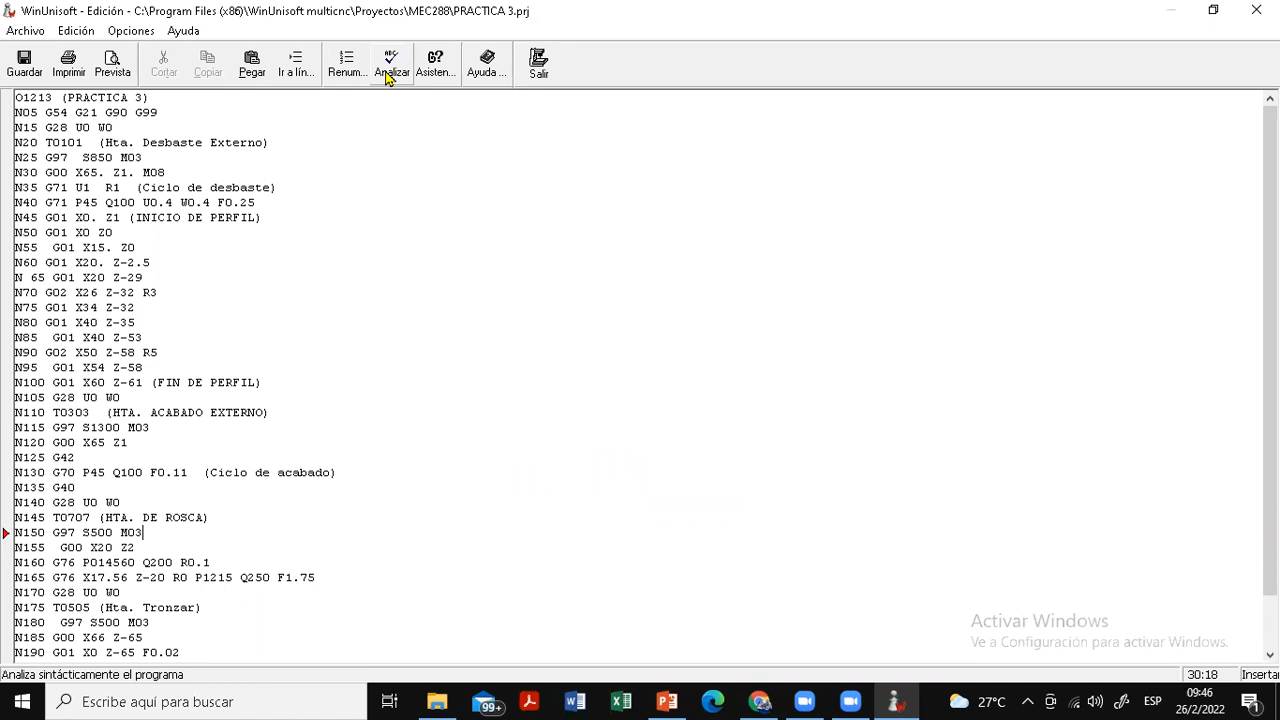 WinUnisoft - Edición - C:\Program Files (x86)\WinUnisoft multicnc\Proyectos\MEC288\PRACTICA 3.prj
Archivo Edición Opciones Ayuda
Guardar Imprimir Prevista Cortar Copiar Pegar Ir a lín... Renum... Analizar Asisten... Ayuda ... Salir
O1213 (PRACTICA 3)
N05 G54 G21 G90 G99
N15 G28 U0 W0
N20 T0101  (Hta. Desbaste Externo)
N25 G97  S850 M03
N30 G00 X65. Z1. M08
N35 G71 U1  R1  (Ciclo de desbaste)
N40 G71 P45 Q100 U0.4 W0.4 F0.25
N45 G01 X0. Z1 (INICIO DE PERFIL)
N50 G01 X0 Z0
N55  G01 X15. Z0
N60 G01 X20. Z-2.5
N 65 G01 X20 Z-29
N70 G02 X26 Z-32 R3
N75 G01 X34 Z-32
N80 G01 X40 Z-35
N85  G01 X40 Z-53
N90 G02 X50 Z-58 R5
N95  G01 X54 Z-58
N100 G01 X60 Z-61 (FIN DE PERFIL)
N105 G28 U0 W0
N110 T0303  (HTA. ACABADO EXTERNO)
N115 G97 S1300 M03
N120 G00 X65 Z1
N125 G42
N130 G70 P45 Q100 F0.11  (Ciclo de acabado)
N135 G40
N140 G28 U0 W0
N145 T0707 (HTA. DE ROSCA)
N150 G97 S500 M03
N155  G00 X20 Z2
N160 G76 P014560 Q200 R0.1
N165 G76 X17.56 Z-20 R0 P1215 Q250 F1.75
N170 G28 U0 W0
N175 T0505 (Hta. Tronzar)
N180  G97 S500 M03
N185 G00 X66 Z-65
N190 G01 X0 Z-65 F0.02
Activar Windows
Ve a Configuración para activar Windows.
Analiza sintácticamente el programa 30:18 Insertar
Escribe aquí para buscar 99+ 27°C ESP 09:46
26/2/2022 1